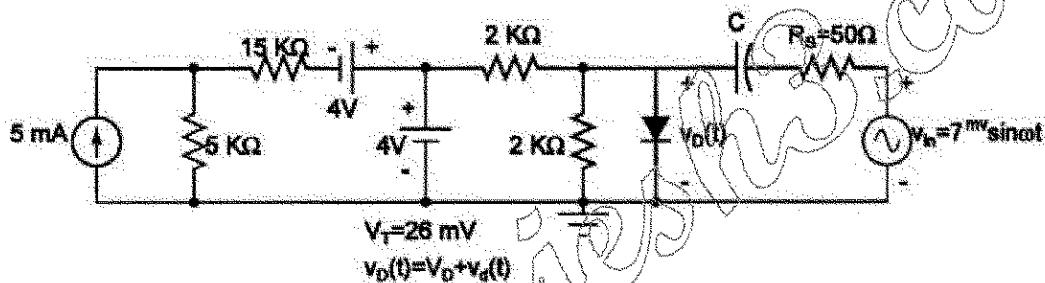 15 KΩ - + 2 KΩ C R_S=50Ω
4V
5 mA 5 KΩ 4V + - 2 KΩ + v_D(t) - + v_in=7^mv sinωt -
V_T=26 mV
v_D(t)=V_D+v_d(t)